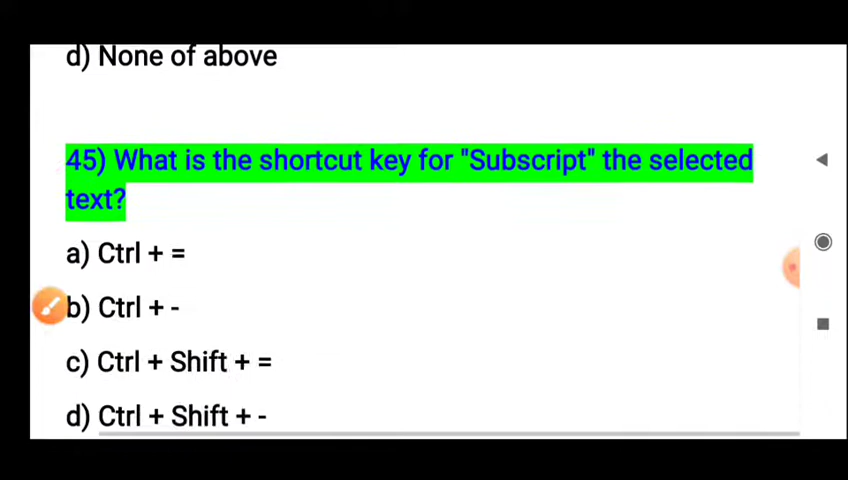 d) None of above
45) What is the shortcut key for "Subscript" the selected
text?
a) Ctrl + =
b) Ctrl + -
c) Ctrl + Shift + =
d) Ctrl + Shift + -